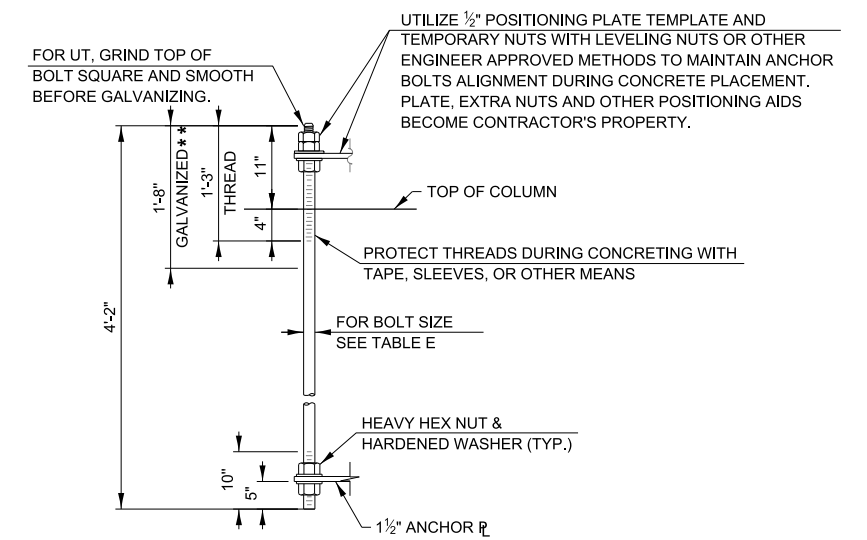 UTILIZE ½" POSITIONING PLATE TEMPLATE AND
TEMPORARY NUTS WITH LEVELING NUTS OR OTHER
ENGINEER APPROVED METHODS TO MAINTAIN ANCHOR
BOLTS ALIGNMENT DURING CONCRETE PLACEMENT.
PLATE, EXTRA NUTS AND OTHER POSITIONING AIDS
BECOME CONTRACTOR'S PROPERTY.
FOR UT, GRIND TOP OF
BOLT SQUARE AND SMOOTH
BEFORE GALVANIZING.
4'-2"
1'-8"
GALVANIZED**
1'-3"
THREAD
11"
4"
TOP OF COLUMN
PROTECT THREADS DURING CONCRETING WITH
TAPE, SLEEVES, OR OTHER MEANS
FOR BOLT SIZE
SEE TABLE E
HEAVY HEX NUT &
HARDENED WASHER (TYP.)
10"
5"
1½" ANCHOR ℄